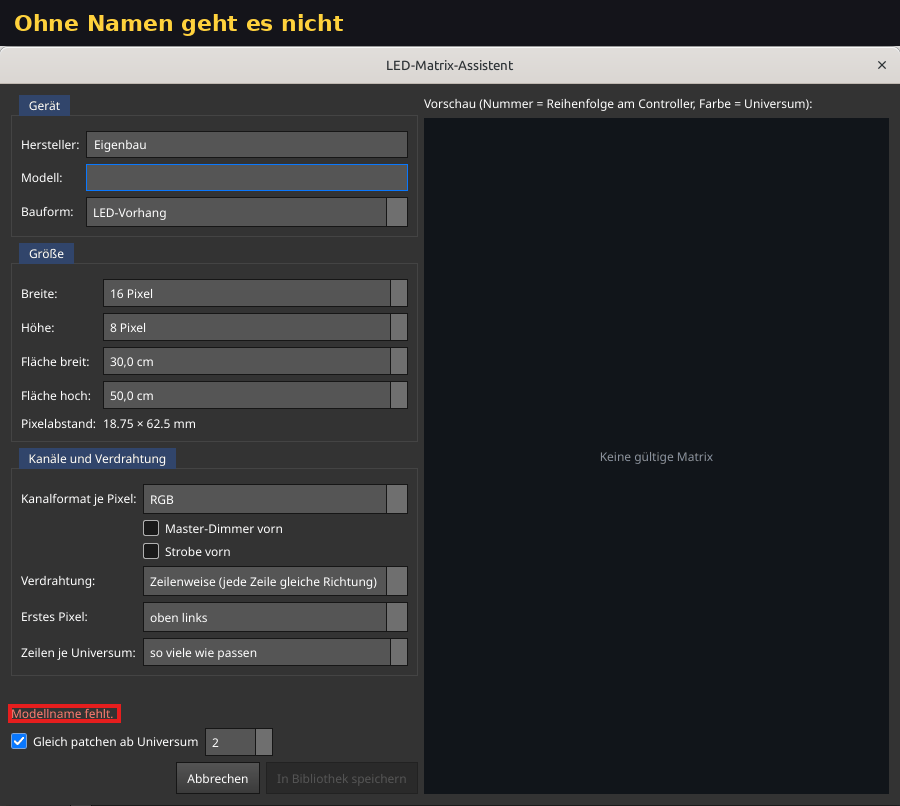 Ohne Namen geht es nicht
LED-Matrix-Assistent
Gerät
Hersteller: Eigenbau
Modell:
Bauform: LED-Vorhang
Größe
Breite: 16 Pixel
Höhe: 8 Pixel
Fläche breit: 30,0 cm
Fläche hoch: 50,0 cm
Pixelabstand: 18.75 × 62.5 mm
Kanäle und Verdrahtung
Kanalformat je Pixel: RGB
Master-Dimmer vorn
Strobe vorn
Verdrahtung: Zeilenweise (jede Zeile gleiche Richtung)
Erstes Pixel: oben links
Zeilen je Universum: so viele wie passen
Modellname fehlt.
Gleich patchen ab Universum 2
Abbrechen In Bibliothek speichern
Vorschau (Nummer = Reihenfolge am Controller, Farbe = Universum):
Keine gültige Matrix